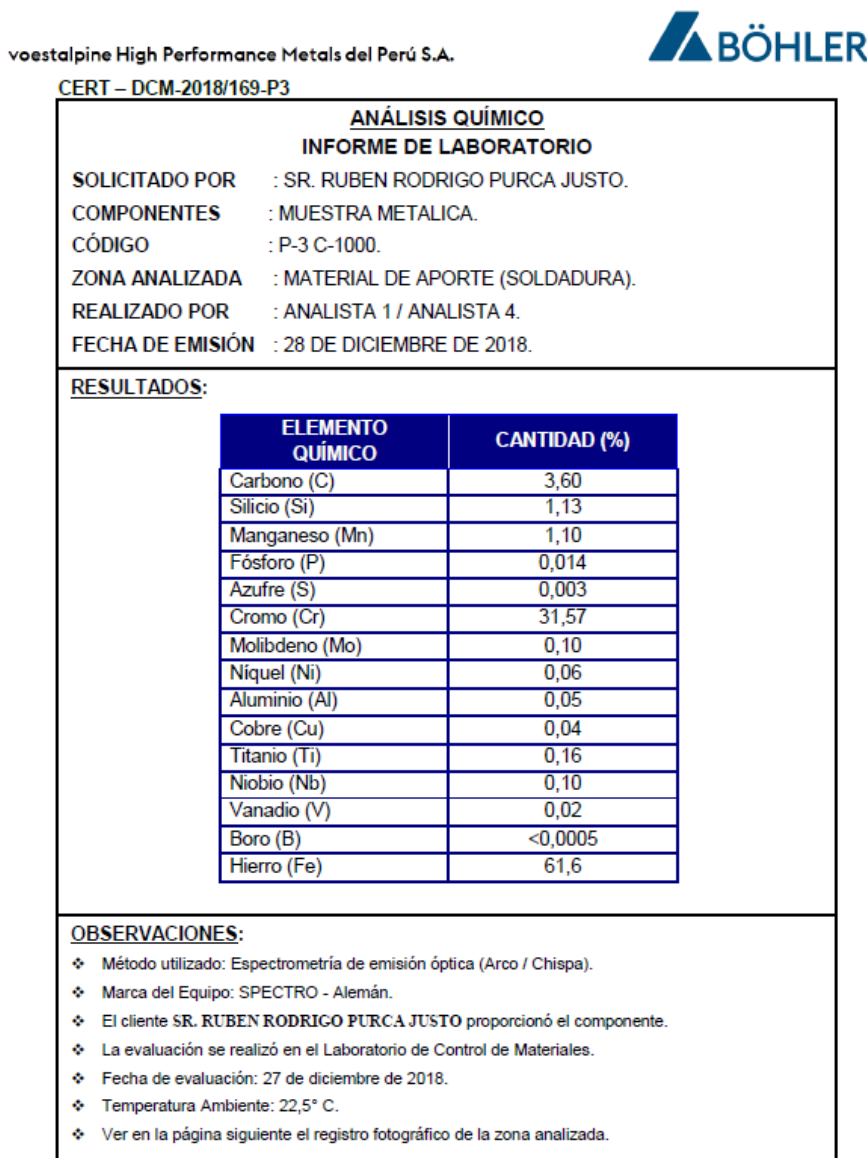 voestalpine High Performance Metals del Perú S.A.
BÖHLER
CERT – DCM-2018/169-P3
ANÁLISIS QUÍMICO
INFORME DE LABORATORIO
SOLICITADO POR : SR. RUBEN RODRIGO PURCA JUSTO.
COMPONENTES : MUESTRA METALICA.
CÓDIGO : P-3 C-1000.
ZONA ANALIZADA : MATERIAL DE APORTE (SOLDADURA).
REALIZADO POR : ANALISTA 1 / ANALISTA 4.
FECHA DE EMISIÓN : 28 DE DICIEMBRE DE 2018.
RESULTADOS:
ELEMENTO QUÍMICO CANTIDAD (%)
Carbono (C) 3,60
Silicio (Si) 1,13
Manganeso (Mn) 1,10
Fósforo (P) 0,014
Azufre (S) 0,003
Cromo (Cr) 31,57
Molibdeno (Mo) 0,10
Níquel (Ni) 0,06
Aluminio (Al) 0,05
Cobre (Cu) 0,04
Titanio (Ti) 0,16
Niobio (Nb) 0,10
Vanadio (V) 0,02
Boro (B) <0,0005
Hierro (Fe) 61,6
OBSERVACIONES:
❖ Método utilizado: Espectrometría de emisión óptica (Arco / Chispa).
❖ Marca del Equipo: SPECTRO - Alemán.
❖ El cliente SR. RUBEN RODRIGO PURCA JUSTO proporcionó el componente.
❖ La evaluación se realizó en el Laboratorio de Control de Materiales.
❖ Fecha de evaluación: 27 de diciembre de 2018.
❖ Temperatura Ambiente: 22,5° C.
❖ Ver en la página siguiente el registro fotográfico de la zona analizada.